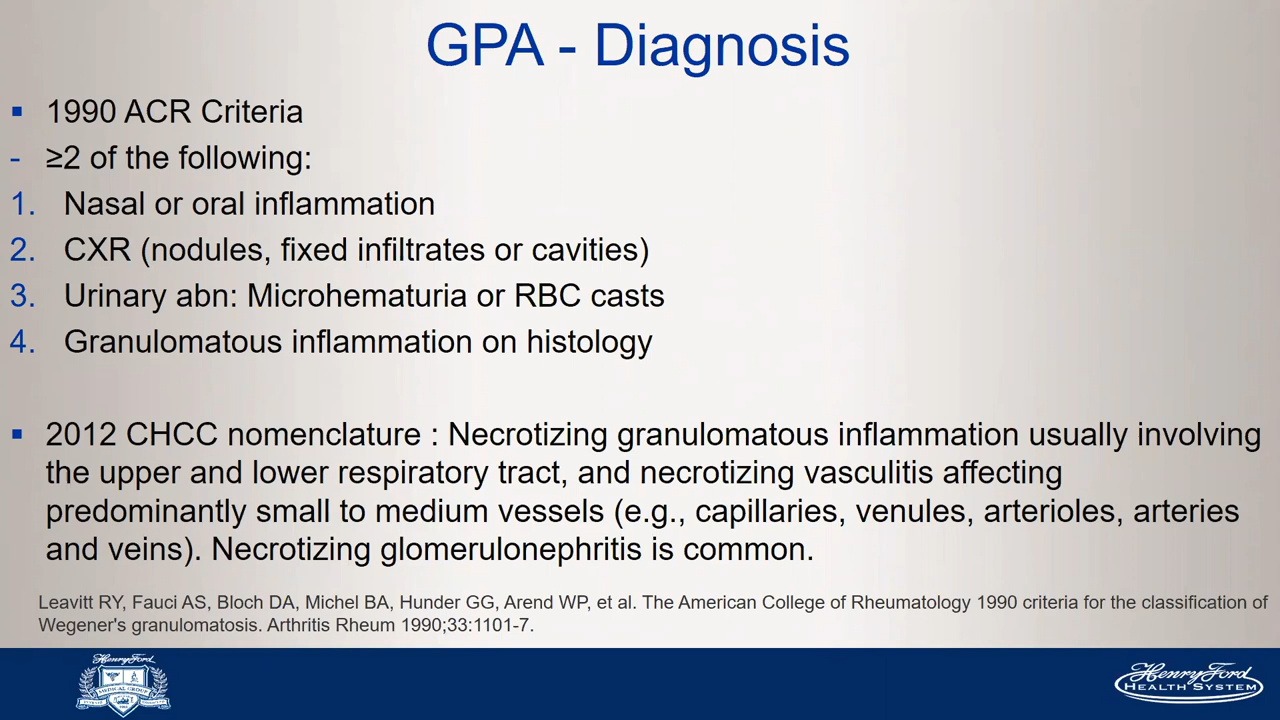 GPA - Diagnosis
▪ 1990 ACR Criteria
- ≥2 of the following:
1. Nasal or oral inflammation
2. CXR (nodules, fixed infiltrates or cavities)
3. Urinary abn: Microhematuria or RBC casts
4. Granulomatous inflammation on histology
▪ 2012 CHCC nomenclature : Necrotizing granulomatous inflammation usually involving
the upper and lower respiratory tract, and necrotizing vasculitis affecting
predominantly small to medium vessels (e.g., capillaries, venules, arterioles, arteries
and veins). Necrotizing glomerulonephritis is common.
Leavitt RY, Fauci AS, Bloch DA, Michel BA, Hunder GG, Arend WP, et al. The American College of Rheumatology 1990 criteria for the classification of
Wegener's granulomatosis. Arthritis Rheum 1990;33:1101-7.
Henry Ford
MEDICAL GROUP
Henry Ford
HEALTH SYSTEM